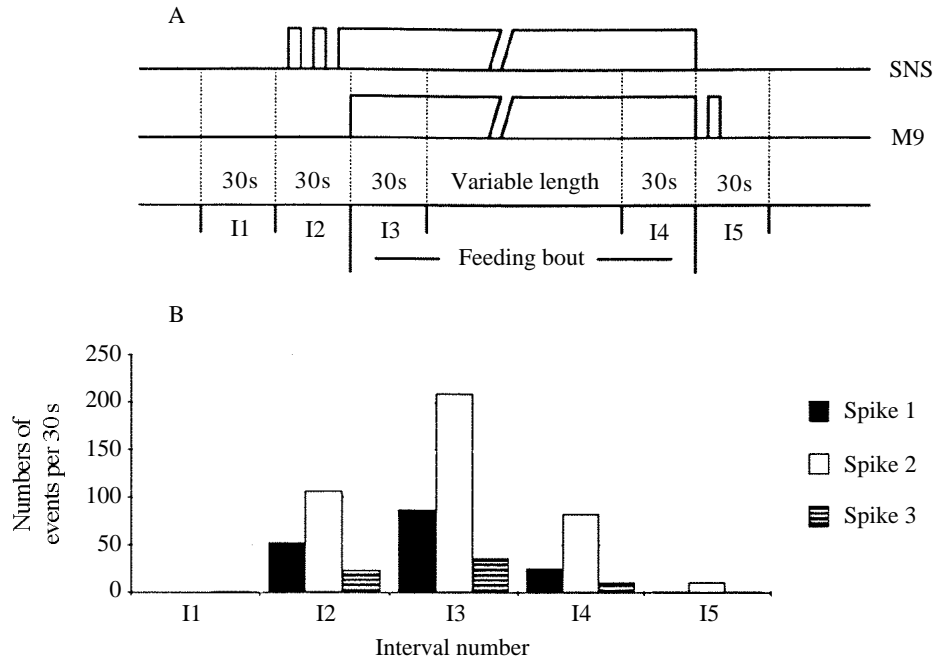 A
SNS
M9
30s 30s 30s Variable length 30s 30s
I1 I2 I3 I4 I5
Feeding bout
B
Numbers of
events per 30 s
250
200
150
100
50
0
I1 I2 I3 I4 I5
Interval number
Spike 1
Spike 2
Spike 3